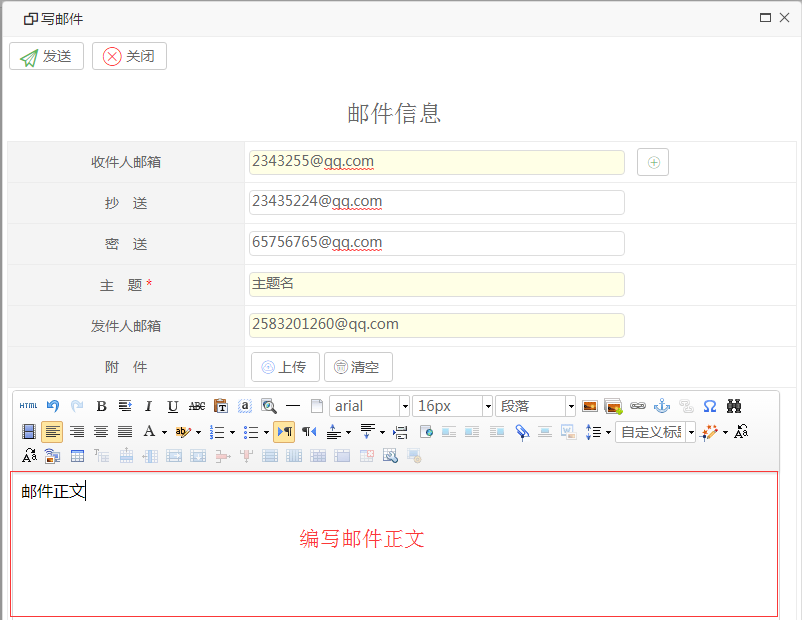 写邮件
发送 关闭
邮件信息
收件人邮箱 2343255@qq.com
抄 送 23435224@qq.com
密 送 65756765@qq.com
主 题* 主题名
发件人邮箱 2583201260@qq.com
附 件 上传 清空
HTML B I U ABC T a arial 16px 段落 Ω
A ab 自定义标题 A
A
邮件正文
编写邮件正文